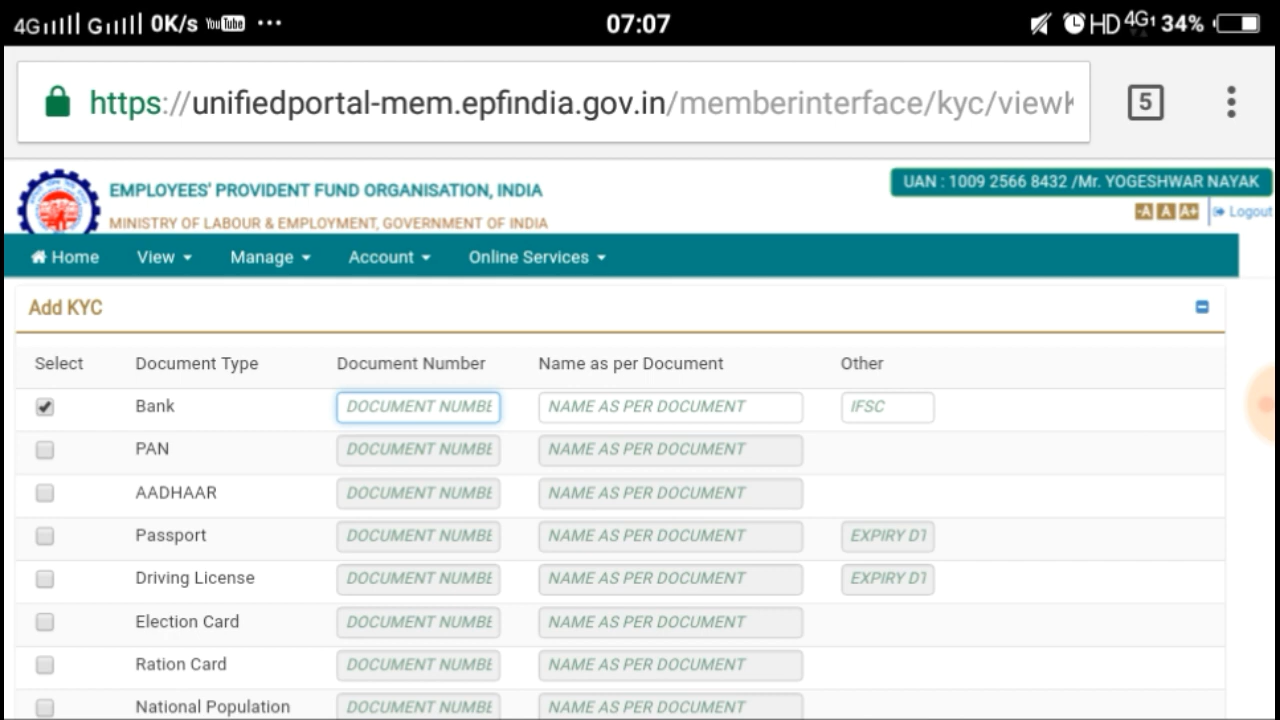 4G G 0K/s YouTube ••• 07:07 HD 4G1 34%
https://unifiedportal-mem.epfindia.gov.in/memberinterface/kyc/view 5
EMPLOYEES' PROVIDENT FUND ORGANISATION, INDIA
UAN : 1009 2566 8432 /Mr. YOGESHWAR NAYAK
MINISTRY OF LABOUR & EMPLOYMENT, GOVERNMENT OF INDIA
-A A A+ Logout
Home View Manage Account Online Services
Add KYC
Select Document Type Document Number Name as per Document Other
Bank DOCUMENT NUMBE NAME AS PER DOCUMENT IFSC
PAN DOCUMENT NUMBE NAME AS PER DOCUMENT
AADHAAR DOCUMENT NUMBE NAME AS PER DOCUMENT
Passport DOCUMENT NUMBE NAME AS PER DOCUMENT EXPIRY DT
Driving License DOCUMENT NUMBE NAME AS PER DOCUMENT EXPIRY DT
Election Card DOCUMENT NUMBE NAME AS PER DOCUMENT
Ration Card DOCUMENT NUMBE NAME AS PER DOCUMENT
National Population DOCUMENT NUMBE NAME AS PER DOCUMENT